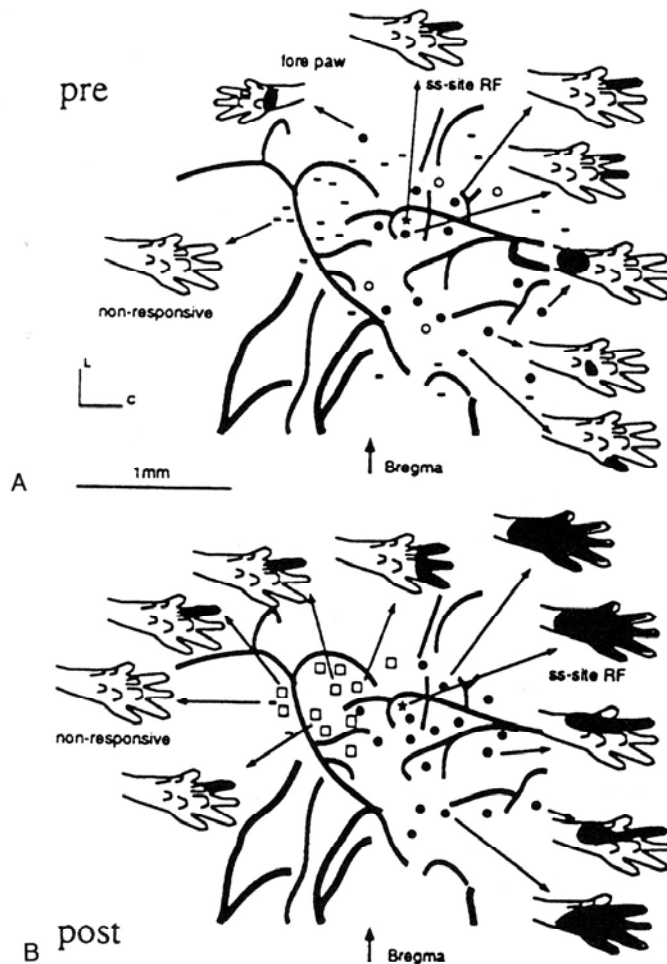 pre
fore paw
ss-site RF
non-responsive
L
C
1mm
Bregma
A
ss-site RF
non-responsive
B post
Bregma